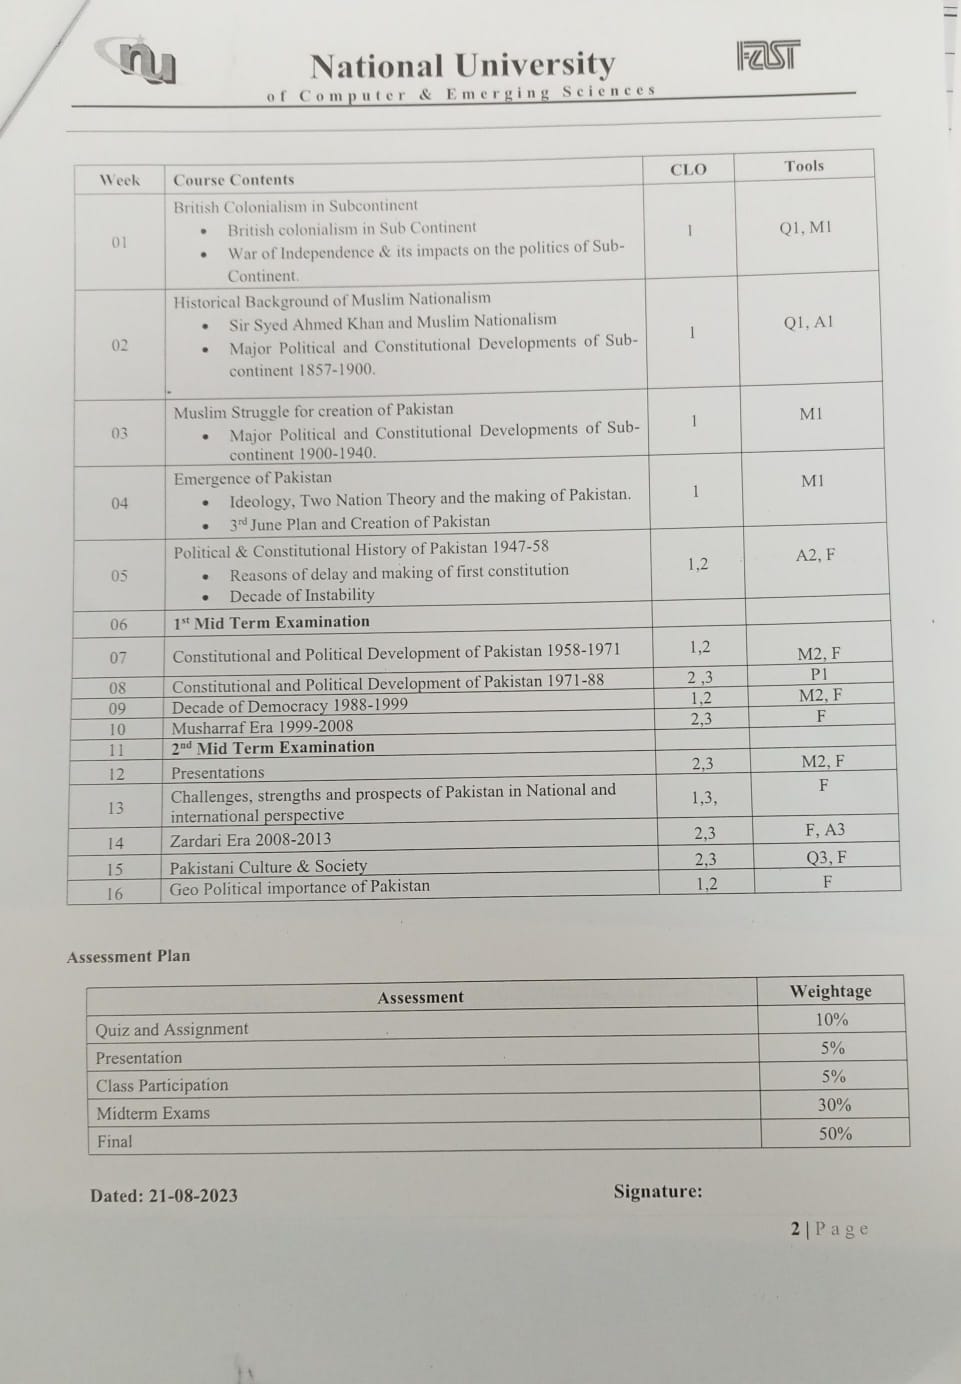 nu
FAST
National University
of Computer & Emerging Sciences
Week Course Contents CLO Tools
British Colonialism in Subcontinent
• British colonialism in Sub Continent
01 1 Q1, M1
• War of Independence & its impacts on the politics of Sub-
Continent.
Historical Background of Muslim Nationalism
• Sir Syed Ahmed Khan and Muslim Nationalism
02 1 Q1, A1
• Major Political and Constitutional Developments of Sub-
continent 1857-1900.
-
Muslim Struggle for creation of Pakistan
03 1 M1
• Major Political and Constitutional Developments of Sub-
continent 1900-1940.
Emergence of Pakistan
04 1 M1
• Ideology, Two Nation Theory and the making of Pakistan.
• 3rd June Plan and Creation of Pakistan
Political & Constitutional History of Pakistan 1947-58
05 1,2 A2, F
• Reasons of delay and making of first constitution
• Decade of Instability
06 1st Mid Term Examination
07 Constitutional and Political Development of Pakistan 1958-1971 1,2 M2, F
08 Constitutional and Political Development of Pakistan 1971-88 2 ,3 P1
09 Decade of Democracy 1988-1999 1,2 M2, F
10 Musharraf Era 1999-2008 2,3 F
11 2nd Mid Term Examination
12 Presentations 2,3 M2, F
13 Challenges, strengths and prospects of Pakistan in National and 1,3, F
international perspective
14 Zardari Era 2008-2013 2,3 F, A3
15 Pakistani Culture & Society 2,3 Q3, F
16 Geo Political importance of Pakistan 1,2 F
Assessment Plan
Assessment Weightage
Quiz and Assignment 10%
Presentation 5%
Class Participation 5%
Midterm Exams 30%
Final 50%
Dated: 21-08-2023 Signature:
2 | Page